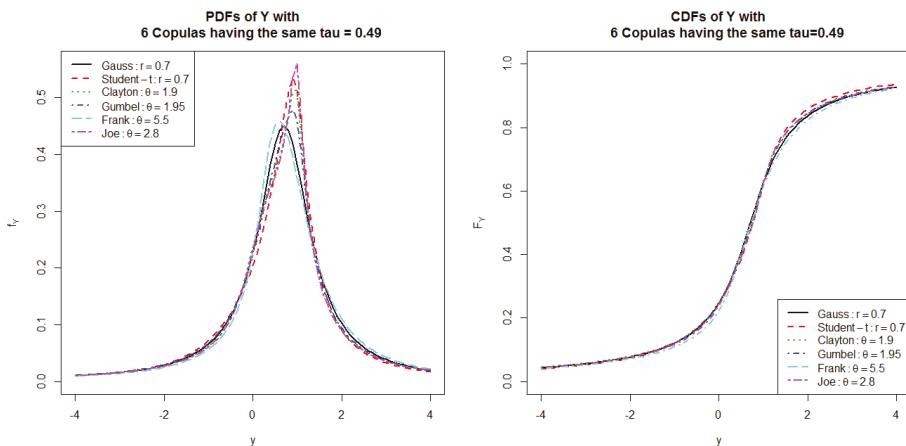 PDFs of Y with
6 Copulas having the same tau = 0.49
Gauss : r = 0.7
Student − t : r = 0.7
Clayton : θ = 1.9
Gumbel : θ = 1.95
Frank : θ = 5.5
Joe : θ = 2.8
f_Y
0.0
0.1
0.2
0.3
0.4
0.5
-4
-2
0
2
4
y
CDFs of Y with
6 Copulas having the same tau=0.49
Gauss : r = 0.7
Student − t : r = 0.7
Clayton : θ = 1.9
Gumbel : θ = 1.95
Frank : θ = 5.5
Joe : θ = 2.8
F_Y
0.0
0.2
0.4
0.6
0.8
1.0
-4
-2
0
2
4
y